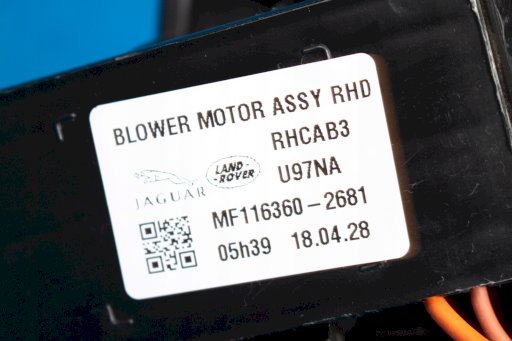 BLOWER MOTOR ASSY RHD
RHCAB3
U97NA
JAGUAR
LAND-
-ROVER
MF116360-2681
05h39 18.04.28